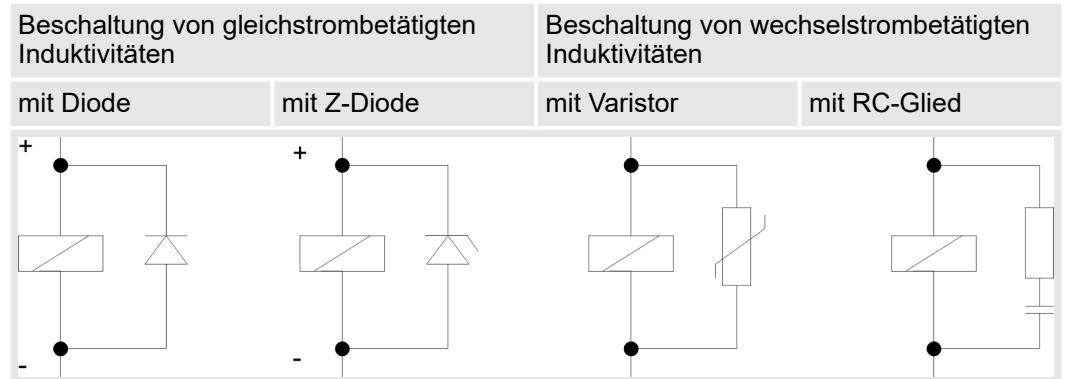 Beschaltung von gleichstrombetätigten
Induktivitäten
Beschaltung von wechselstrombetätigten
Induktivitäten
mit Diode
mit Z-Diode
mit Varistor
mit RC-Glied
+
+
-
-